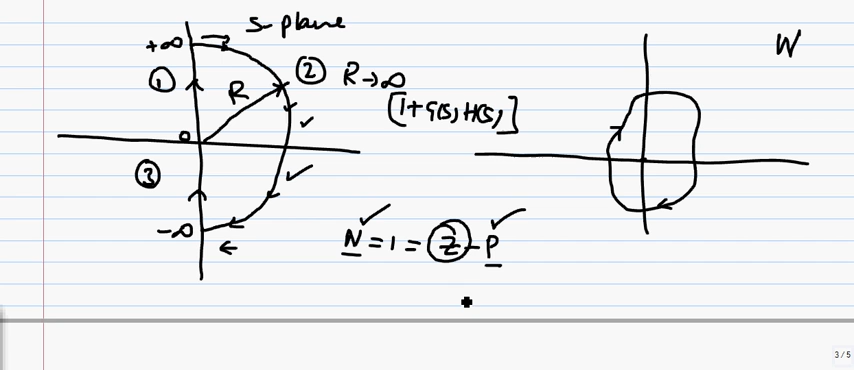 S-plane
W
+∞
① ② R→∞
R
[1+G(s)H(s)]
0
③
-∞
N = 1 = Z - P
3 / 5